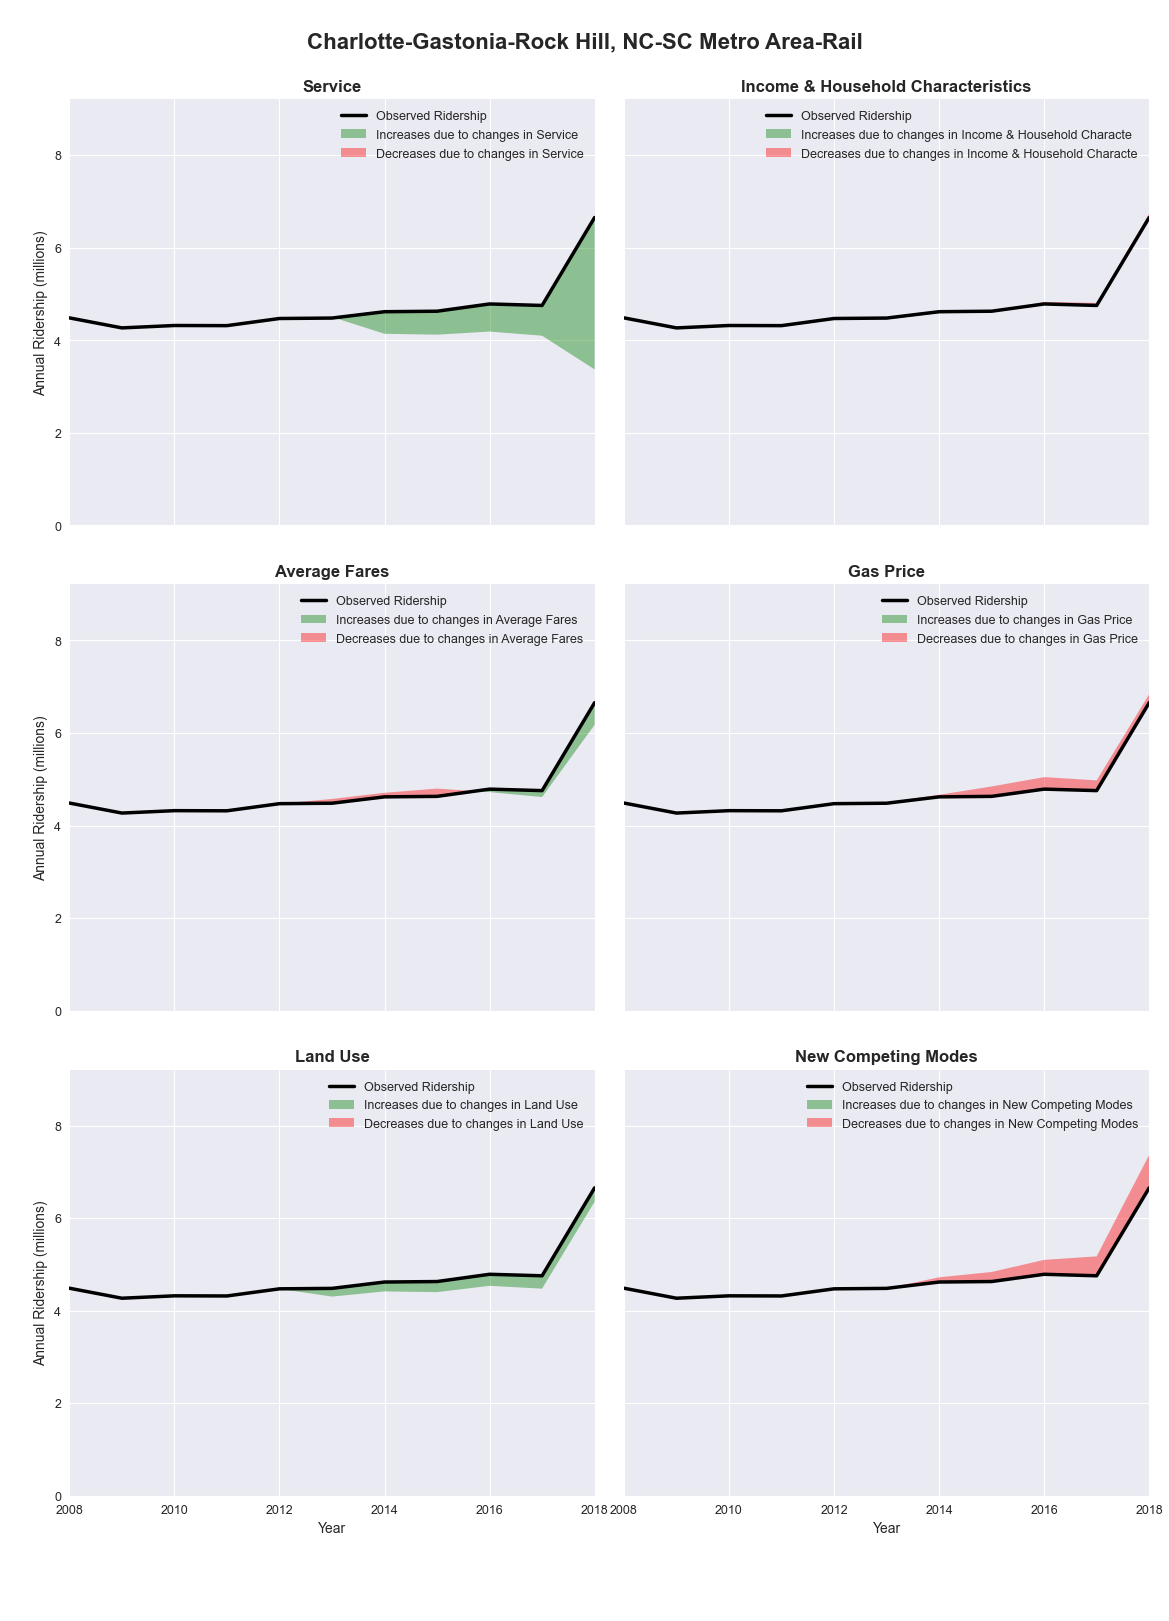 Charlotte-Gastonia-Rock Hill, NC-SC Metro Area-Rail
Service
Observed Ridership
Increases due to changes in Service
Decreases due to changes in Service
8
6
4
2
0
Annual Ridership (millions)
Income & Household Characteristics
Observed Ridership
Increases due to changes in Income & Household Characte
Decreases due to changes in Income & Household Characte
Average Fares
Observed Ridership
Increases due to changes in Average Fares
Decreases due to changes in Average Fares
8
6
4
2
0
Annual Ridership (millions)
Gas Price
Observed Ridership
Increases due to changes in Gas Price
Decreases due to changes in Gas Price
Land Use
Observed Ridership
Increases due to changes in Land Use
Decreases due to changes in Land Use
8
6
4
2
0
Annual Ridership (millions)
2008 2010 2012 2014 2016 2018
Year
New Competing Modes
Observed Ridership
Increases due to changes in New Competing Modes
Decreases due to changes in New Competing Modes
2008 2010 2012 2014 2016 2018
Year